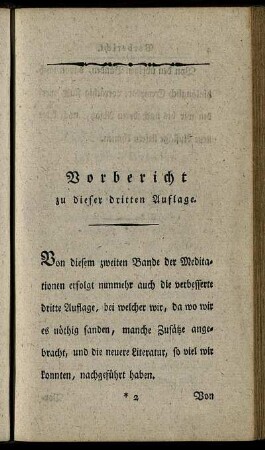 Vorbericht
zu dieser dritten Auflage.
Von diesem zweiten Bande der Medita-
tionen erfolgt nunmehr auch die verbesserte
dritte Auflage, bei welcher wir, da wo wir
es nöthig fanden, manche Zusätze ange-
bracht, und die neuere Literatur, so viel wir
konnten, nachgeführt haben.
* 2 Von